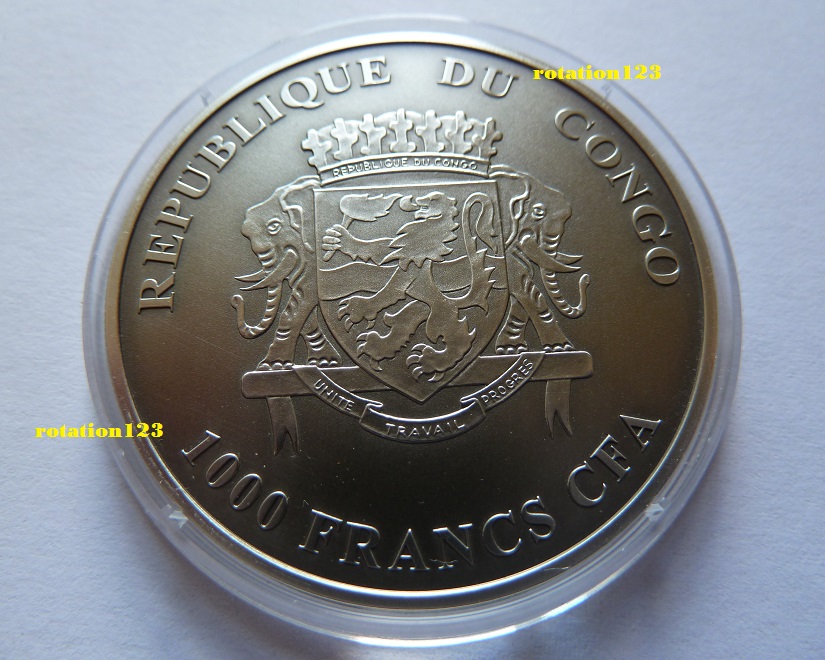 REPUBLIQUE DU CONGO
rotation123
REPUBLIQUE DU CONGO
UNITE TRAVAIL PROGRES
rotation123
1000 FRANCS CFA